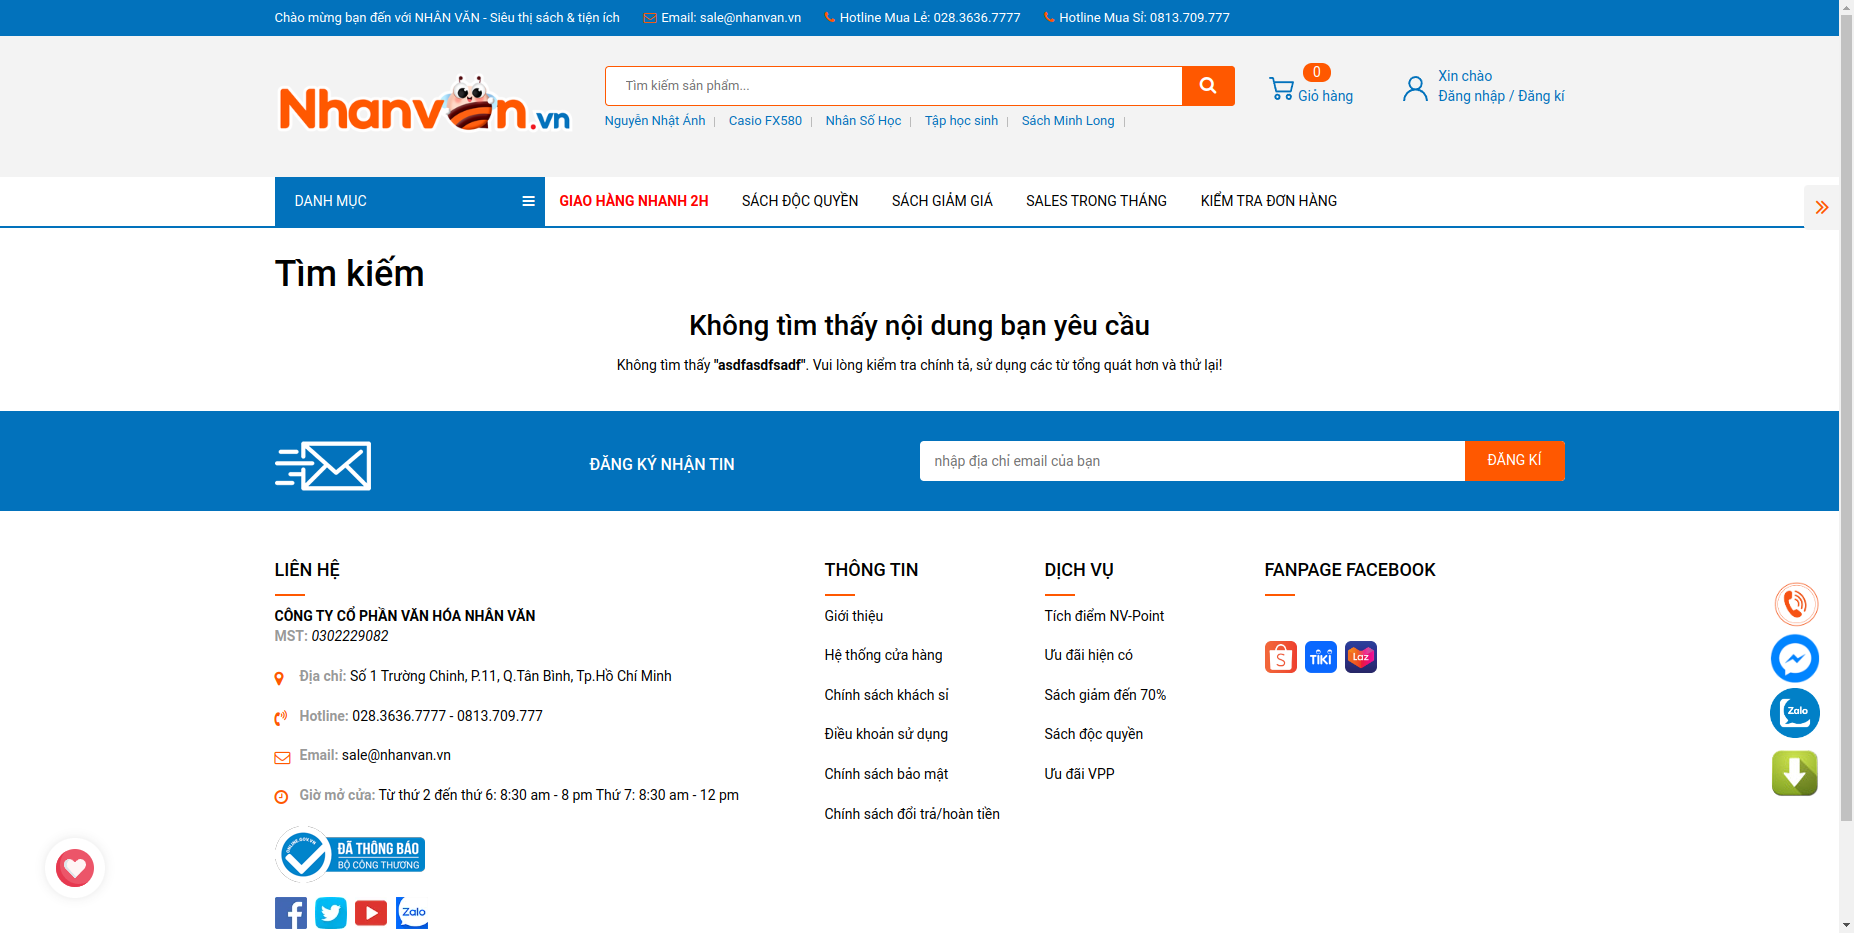 Chào mừng bạn đến với NHÂN VĂN - Siêu thị sách & tiện ích Email: sale@nhanvan.vn Hotline Mua Lẻ: 028.3636.7777 Hotline Mua Sỉ: 0813.709.777
Nhanvan.vn
Tìm kiếm sản phẩm...
0
Giỏ hàng
Xin chào
Đăng nhập / Đăng kí
Nguyễn Nhật Ánh Casio FX580 Nhân Số Học Tập học sinh Sách Minh Long
DANH MỤC GIAO HÀNG NHANH 2H SÁCH ĐỘC QUYỀN SÁCH GIẢM GIÁ SALES TRONG THÁNG KIỂM TRA ĐƠN HÀNG
Tìm kiếm
Không tìm thấy nội dung bạn yêu cầu
Không tìm thấy "asdfasdfsadf". Vui lòng kiểm tra chính tả, sử dụng các từ tổng quát hơn và thử lại!
ĐĂNG KÝ NHẬN TIN nhập địa chỉ email của bạn ĐĂNG KÍ
LIÊN HỆ
CÔNG TY CỔ PHẦN VĂN HÓA NHÂN VĂN
MST: 0302229082
Địa chỉ: Số 1 Trường Chinh, P.11, Q.Tân Bình, Tp.Hồ Chí Minh
Hotline: 028.3636.7777 - 0813.709.777
Email: sale@nhanvan.vn
Giờ mở cửa: Từ thứ 2 đến thứ 6: 8:30 am - 8 pm Thứ 7: 8:30 am - 12 pm
ONLINE.GOV.VN
ĐÃ THÔNG BÁO
BỘ CÔNG THƯƠNG
Zalo
THÔNG TIN
Giới thiệu
Hệ thống cửa hàng
Chính sách khách sỉ
Điều khoản sử dụng
Chính sách bảo mật
Chính sách đổi trả/hoàn tiền
DỊCH VỤ
Tích điểm NV-Point
Ưu đãi hiện có
Sách giảm đến 70%
Sách độc quyền
Ưu đãi VPP
FANPAGE FACEBOOK
TIKI
Laz
Zalo